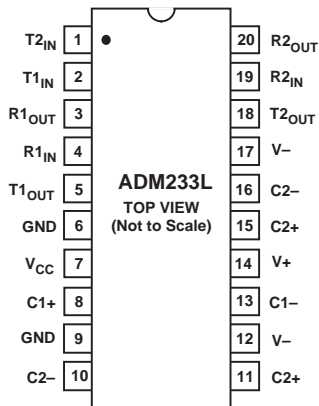 T2IN 1 20 R2OUT
T1IN 2 19 R2IN
R1OUT 3 18 T2OUT
R1IN 4 17 V–
T1OUT 5 ADM233L 16 C2–
TOP VIEW
GND 6 (Not to Scale) 15 C2+
VCC 7 14 V+
C1+ 8 13 C1–
GND 9 12 V–
C2– 10 11 C2+